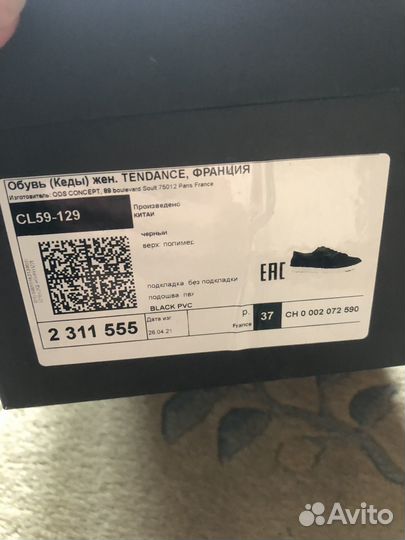 Обувь (Кеды) жен. TENDANCE, ФРАНЦИЯ
Изготовитель: ODS CONCEPT, 89 boulevard Soult 75012 Paris France
CL59-129
Произведено
КИТАЙ
черный
верх: полимер
EAC
подкладка: без подкладки
подошва: пвх
BLACK PVC
2 311 555
Дата изг.
26.04.21
р.
France
37
CH 0 002 072 590
Avito